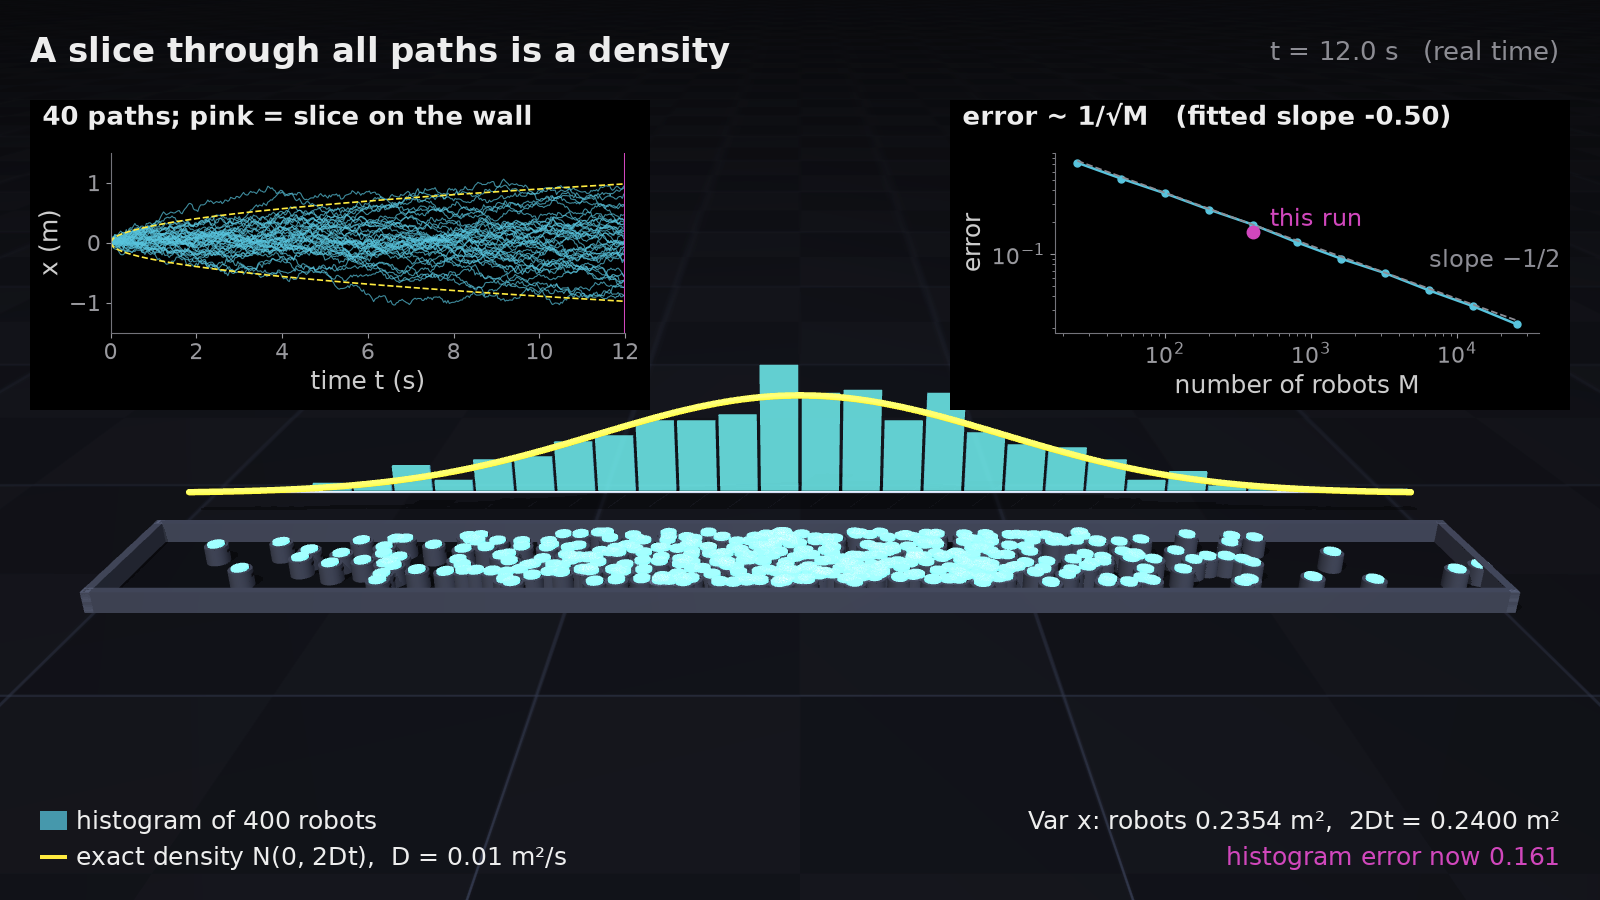 A slice through all paths is a density
t = 12.0 s (real time)
40 paths; pink = slice on the wall
x (m)
1
0
−1
0 2 4 6 8 10 12
time t (s)
error ~ 1/√M (fitted slope -0.50)
error
10⁻¹
this run
slope −1/2
10² 10³ 10⁴
number of robots M
histogram of 400 robots
exact density N(0, 2Dt), D = 0.01 m²/s
Var x: robots 0.2354 m², 2Dt = 0.2400 m²
histogram error now 0.161